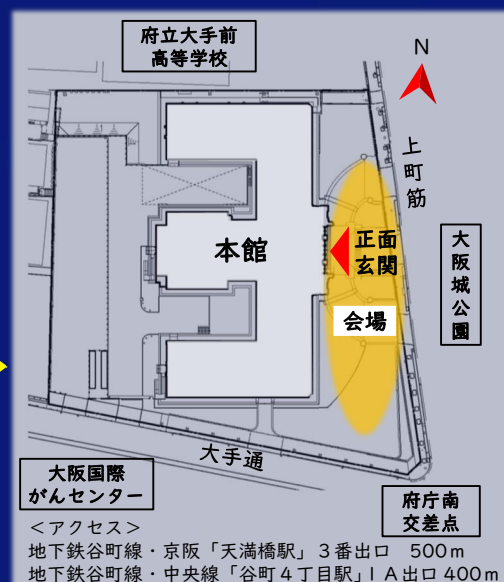 府立大手前
高等学校
N
上町筋
本館
正面
玄関
大阪城公園
会場
大手通
大阪国際
がんセンター
府庁南
交差点
＜アクセス＞
地下鉄谷町線・京阪「天満橋駅」３番出口　500ｍ
地下鉄谷町線・中央線「谷町４丁目駅」１Ａ出口400ｍ